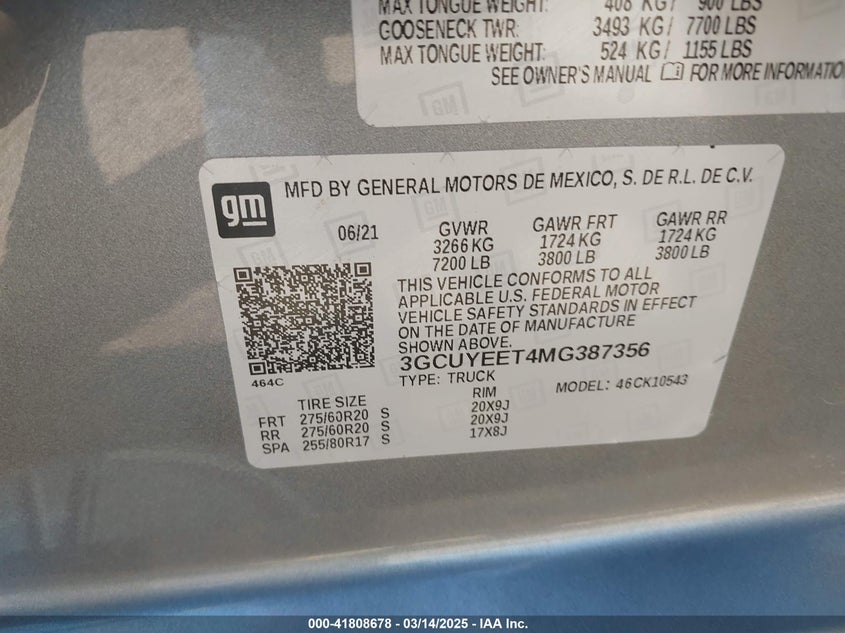 MAX TONGUE WEIGHT: 408 KG / 900 LBS
GOOSENECK TWR: 3493 KG / 7700 LBS
MAX TONGUE WEIGHT: 524 KG / 1155 LBS
SEE OWNER'S MANUAL FOR MORE INFORMATIO
gm
MFD BY GENERAL MOTORS DE MEXICO, S. DE R.L. DE C.V.
06/21 GVWR GAWR FRT GAWR RR
3266 KG 1724 KG 1724 KG
7200 LB 3800 LB 3800 LB
THIS VEHICLE CONFORMS TO ALL
APPLICABLE U.S. FEDERAL MOTOR
VEHICLE SAFETY STANDARDS IN EFFECT
ON THE DATE OF MANUFACTURE
SHOWN ABOVE.
3GCUYEET4MG387356
464C TYPE: TRUCK MODEL: 46CK10543
TIRE SIZE RIM
FRT 275/60R20 S 20X9J
RR 275/60R20 S 20X9J
SPA 255/80R17 S 17X8J
000-41808678 / 03/14/2025 - IAA Inc.